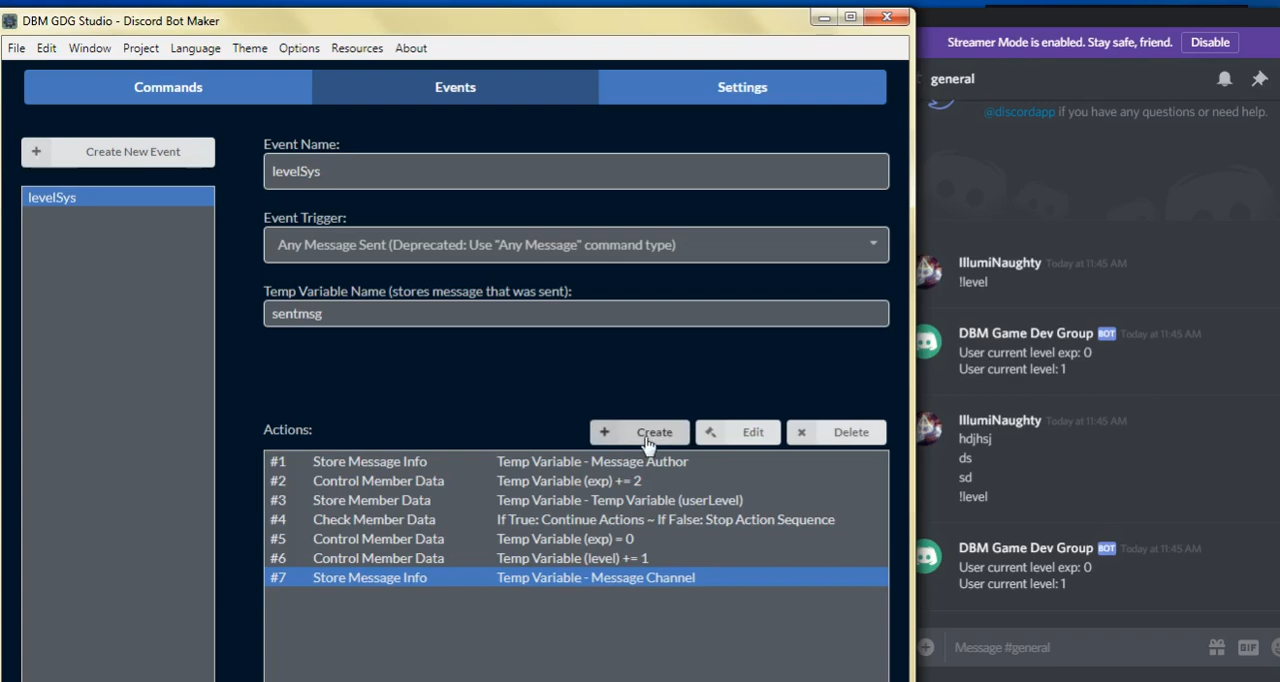 DBM GDG Studio - Discord Bot Maker
File Edit Window Project Language Theme Options Resources About
Commands Events Settings
Create New Event
levelSys
Event Name:
levelSys
Event Trigger:
Any Message Sent (Deprecated: Use "Any Message" command type)
Temp Variable Name (stores message that was sent):
sentmsg
Actions:
Create Edit Delete
#1 Store Message Info Temp Variable - Message Author
#2 Control Member Data Temp Variable (exp) += 2
#3 Store Member Data Temp Variable - Temp Variable (userLevel)
#4 Check Member Data If True: Continue Actions ~ If False: Stop Action Sequence
#5 Control Member Data Temp Variable (exp) = 0
#6 Control Member Data Temp Variable (level) += 1
#7 Store Message Info Temp Variable - Message Channel
Streamer Mode is enabled. Stay safe, friend. Disable
general
@discordapp if you have any questions or need help.
IllumiNaughty Today at 11:45 AM
!level
DBM Game Dev Group BOT Today at 11:45 AM
User current level exp: 0
User current level: 1
IllumiNaughty Today at 11:45 AM
hdjhsj
ds
sd
!level
DBM Game Dev Group BOT Today at 11:45 AM
User current level exp: 0
User current level: 1
Message #general
GIF